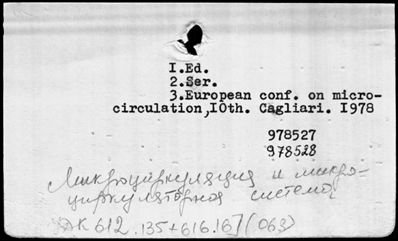 I.Ed.
2.Ser.
3.European conf. on micro-
circulation,IOth. Cagliari. I978
978527
978528
Микроциркуляция и микро-
циркуляторная система
УДК 612.135+616.167(063)